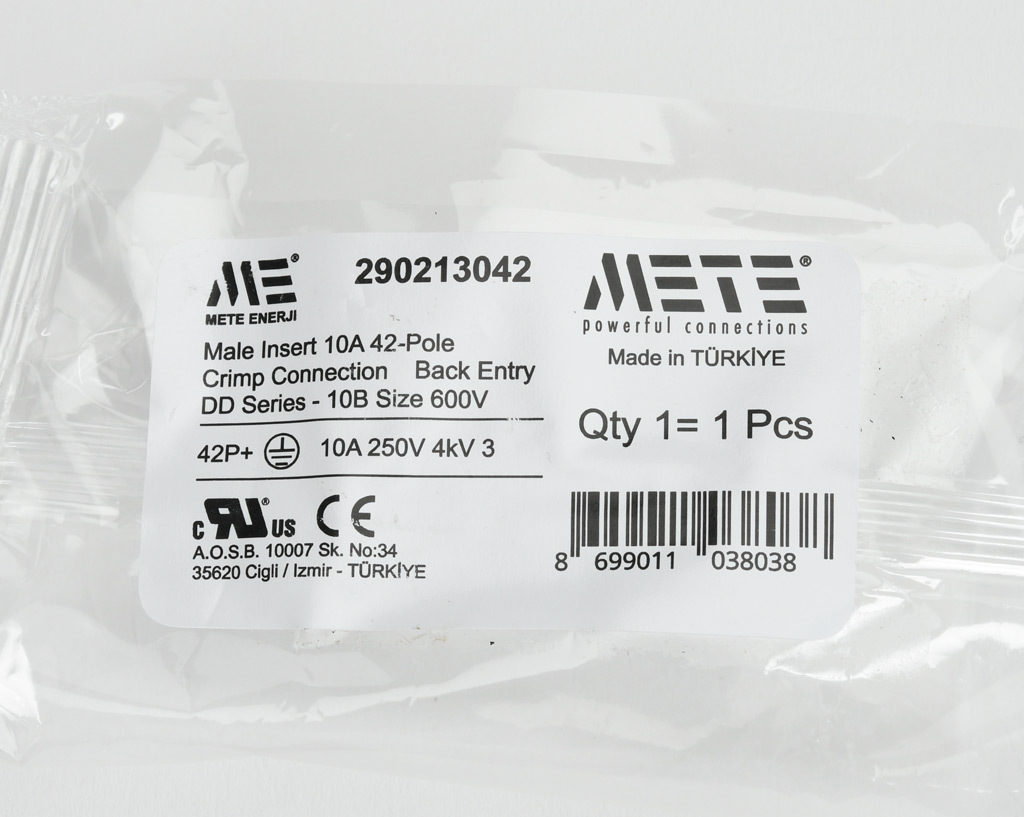 ME®
METE ENERJI
290213042
Male Insert 10A 42-Pole
Crimp Connection Back Entry
DD Series - 10B Size 600V
42P+ 10A 250V 4kV 3
c RU® US CE
A.O.S.B. 10007 Sk. No:34
35620 Cigli / Izmir - TÜRKİYE
METE®
powerful connections
Made in TÜRKİYE
Qty 1= 1 Pcs
8 699011 038038